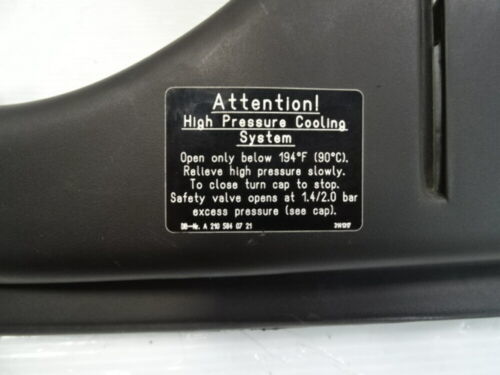 Attention!
High Pressure Cooling
System
Open only below 194°F (90°C).
Relieve high pressure slowly.
To close turn cap to stop.
Safety valve opens at 1.4/2.0 bar
excess pressure (see cap).
DB-Nr. A 210 584 07 21